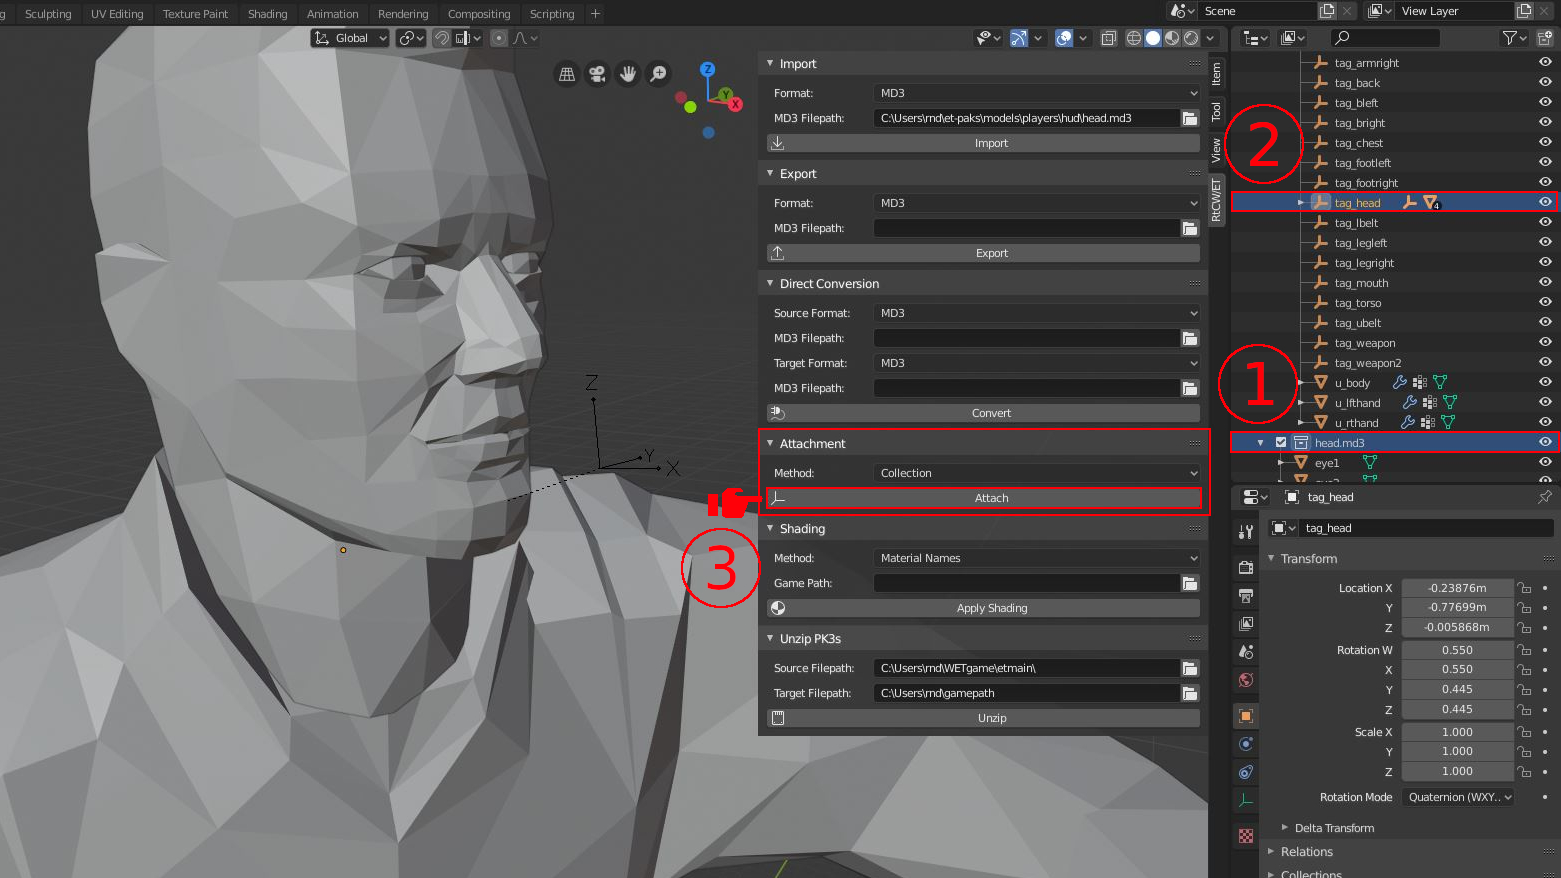 g
Sculpting
UV Editing
Texture Paint
Shading
Animation
Rendering
Compositing
Scripting
+
Scene
View Layer
Global
Z
Y
X
Z
Y
X
Import
Format:
MD3
MD3 Filepath:
C:\Users\rnd\et-paks\models\players\hud\head.md3
Import
Export
Format:
MD3
MD3 Filepath:
Export
Direct Conversion
Source Format:
MD3
MD3 Filepath:
Target Format:
MD3
MD3 Filepath:
Convert
Attachment
Method:
Collection
Attach
Shading
Method:
Material Names
Game Path:
Apply Shading
Unzip PK3s
Source Filepath:
C:\Users\rnd\WETgame\etmain\
Target Filepath:
C:\Users\rnd\gamepath
Unzip
Item
Tool
View
RtCW/ET
2
1
3
tag_armright
tag_back
tag_bleft
tag_bright
tag_chest
tag_footleft
tag_footright
tag_head
4
tag_lbelt
tag_legleft
tag_legright
tag_mouth
tag_torso
tag_ubelt
tag_weapon
tag_weapon2
u_body
u_lfthand
u_rthand
head.md3
eye1
tag_head
tag_head
Transform
Location X
-0.23876m
Y
-0.77699m
Z
-0.005868m
Rotation W
0.550
X
0.550
Y
0.445
Z
0.445
Scale X
1.000
Y
1.000
Z
1.000
Rotation Mode
Quaternion (WXY..
Delta Transform
Relations
Collections